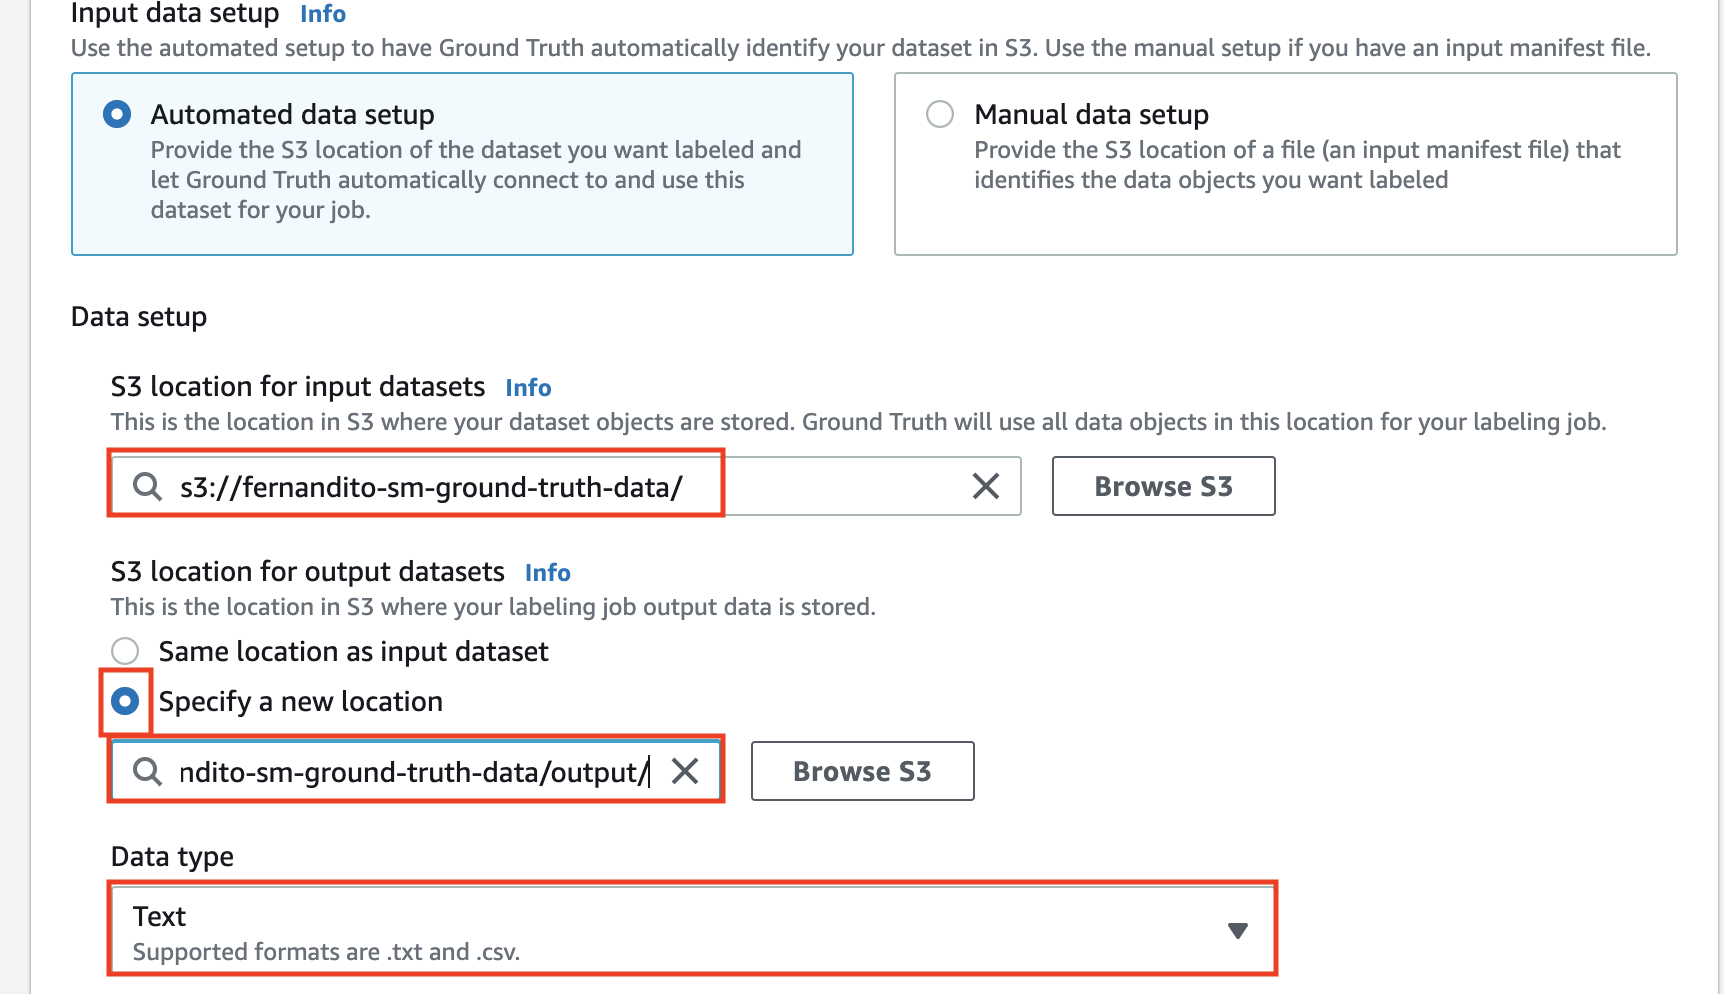 Input data setup Info
Use the automated setup to have Ground Truth automatically identify your dataset in S3. Use the manual setup if you have an input manifest file.
Automated data setup
Provide the S3 location of the dataset you want labeled and
let Ground Truth automatically connect to and use this
dataset for your job.
Manual data setup
Provide the S3 location of a file (an input manifest file) that
identifies the data objects you want labeled
Data setup
S3 location for input datasets Info
This is the location in S3 where your dataset objects are stored. Ground Truth will use all data objects in this location for your labeling job.
s3://fernandito-sm-ground-truth-data/
Browse S3
S3 location for output datasets Info
This is the location in S3 where your labeling job output data is stored.
Same location as input dataset
Specify a new location
ndito-sm-ground-truth-data/output/
Browse S3
Data type
Text
Supported formats are .txt and .csv.